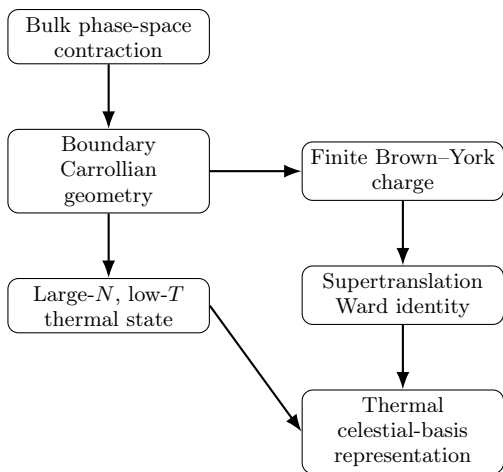 Bulk phase-space
contraction
Boundary
Carrollian
geometry
Finite Brown–York
charge
Large-N, low-T
thermal state
Supertranslation
Ward identity
Thermal
celestial-basis
representation